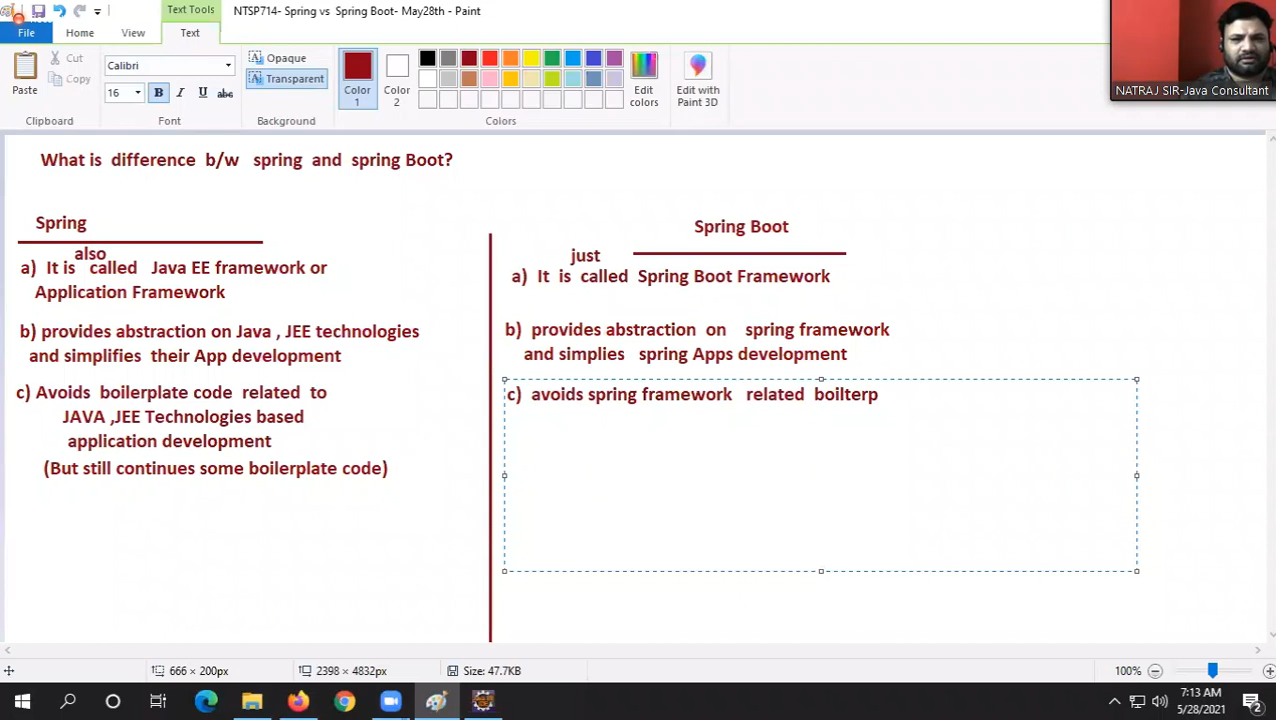 Text Tools
NTSP714- Spring vs Spring Boot- May28th - Paint
File
Home
View
Text
Paste
Cut
Copy
Clipboard
Calibri
16
B
I
U
abc
Font
Opaque
Transparent
Background
Color 1
Color 2
Edit colors
Edit with Paint 3D
Colors
NATRAJ SIR-Java Consultant
What is difference b/w spring and spring Boot?
Spring
also
a) It is called Java EE framework or
Application Framework
b) provides abstraction on Java , JEE technologies
and simplifies their App development
c) Avoids boilerplate code related to
JAVA ,JEE Technologies based
application development
(But still continues some boilerplate code)
Spring Boot
just
a) It is called Spring Boot Framework
b) provides abstraction on spring framework
and simplies spring Apps development
c) avoids spring framework related boilterp
666 × 200px
2398 × 4832px
Size: 47.7KB
100%
7:13 AM
5/28/2021
2